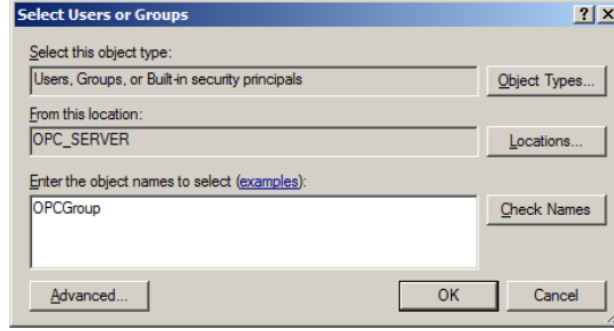 Select Users or Groups
Select this object type:
Users, Groups, or Built-in security principals
Object Types...
From this location:
OPC_SERVER
Locations...
Enter the object names to select (examples):
OPCGroup
Check Names
Advanced...
OK
Cancel